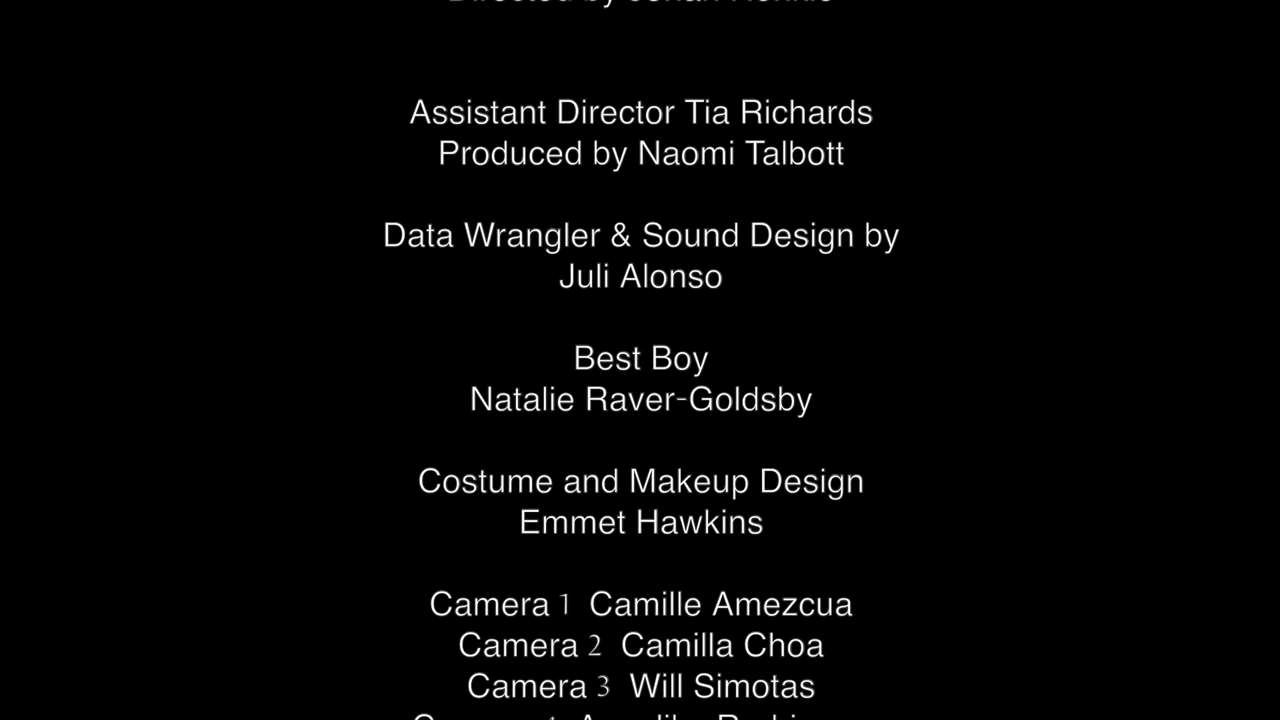 Directed by
Assistant Director Tia Richards
Produced by Naomi Talbott
Data Wrangler & Sound Design by
Juli Alonso
Best Boy
Natalie Raver-Goldsby
Costume and Makeup Design
Emmet Hawkins
Camera 1 Camille Amezcua
Camera 2 Camilla Choa
Camera 3 Will Simotas